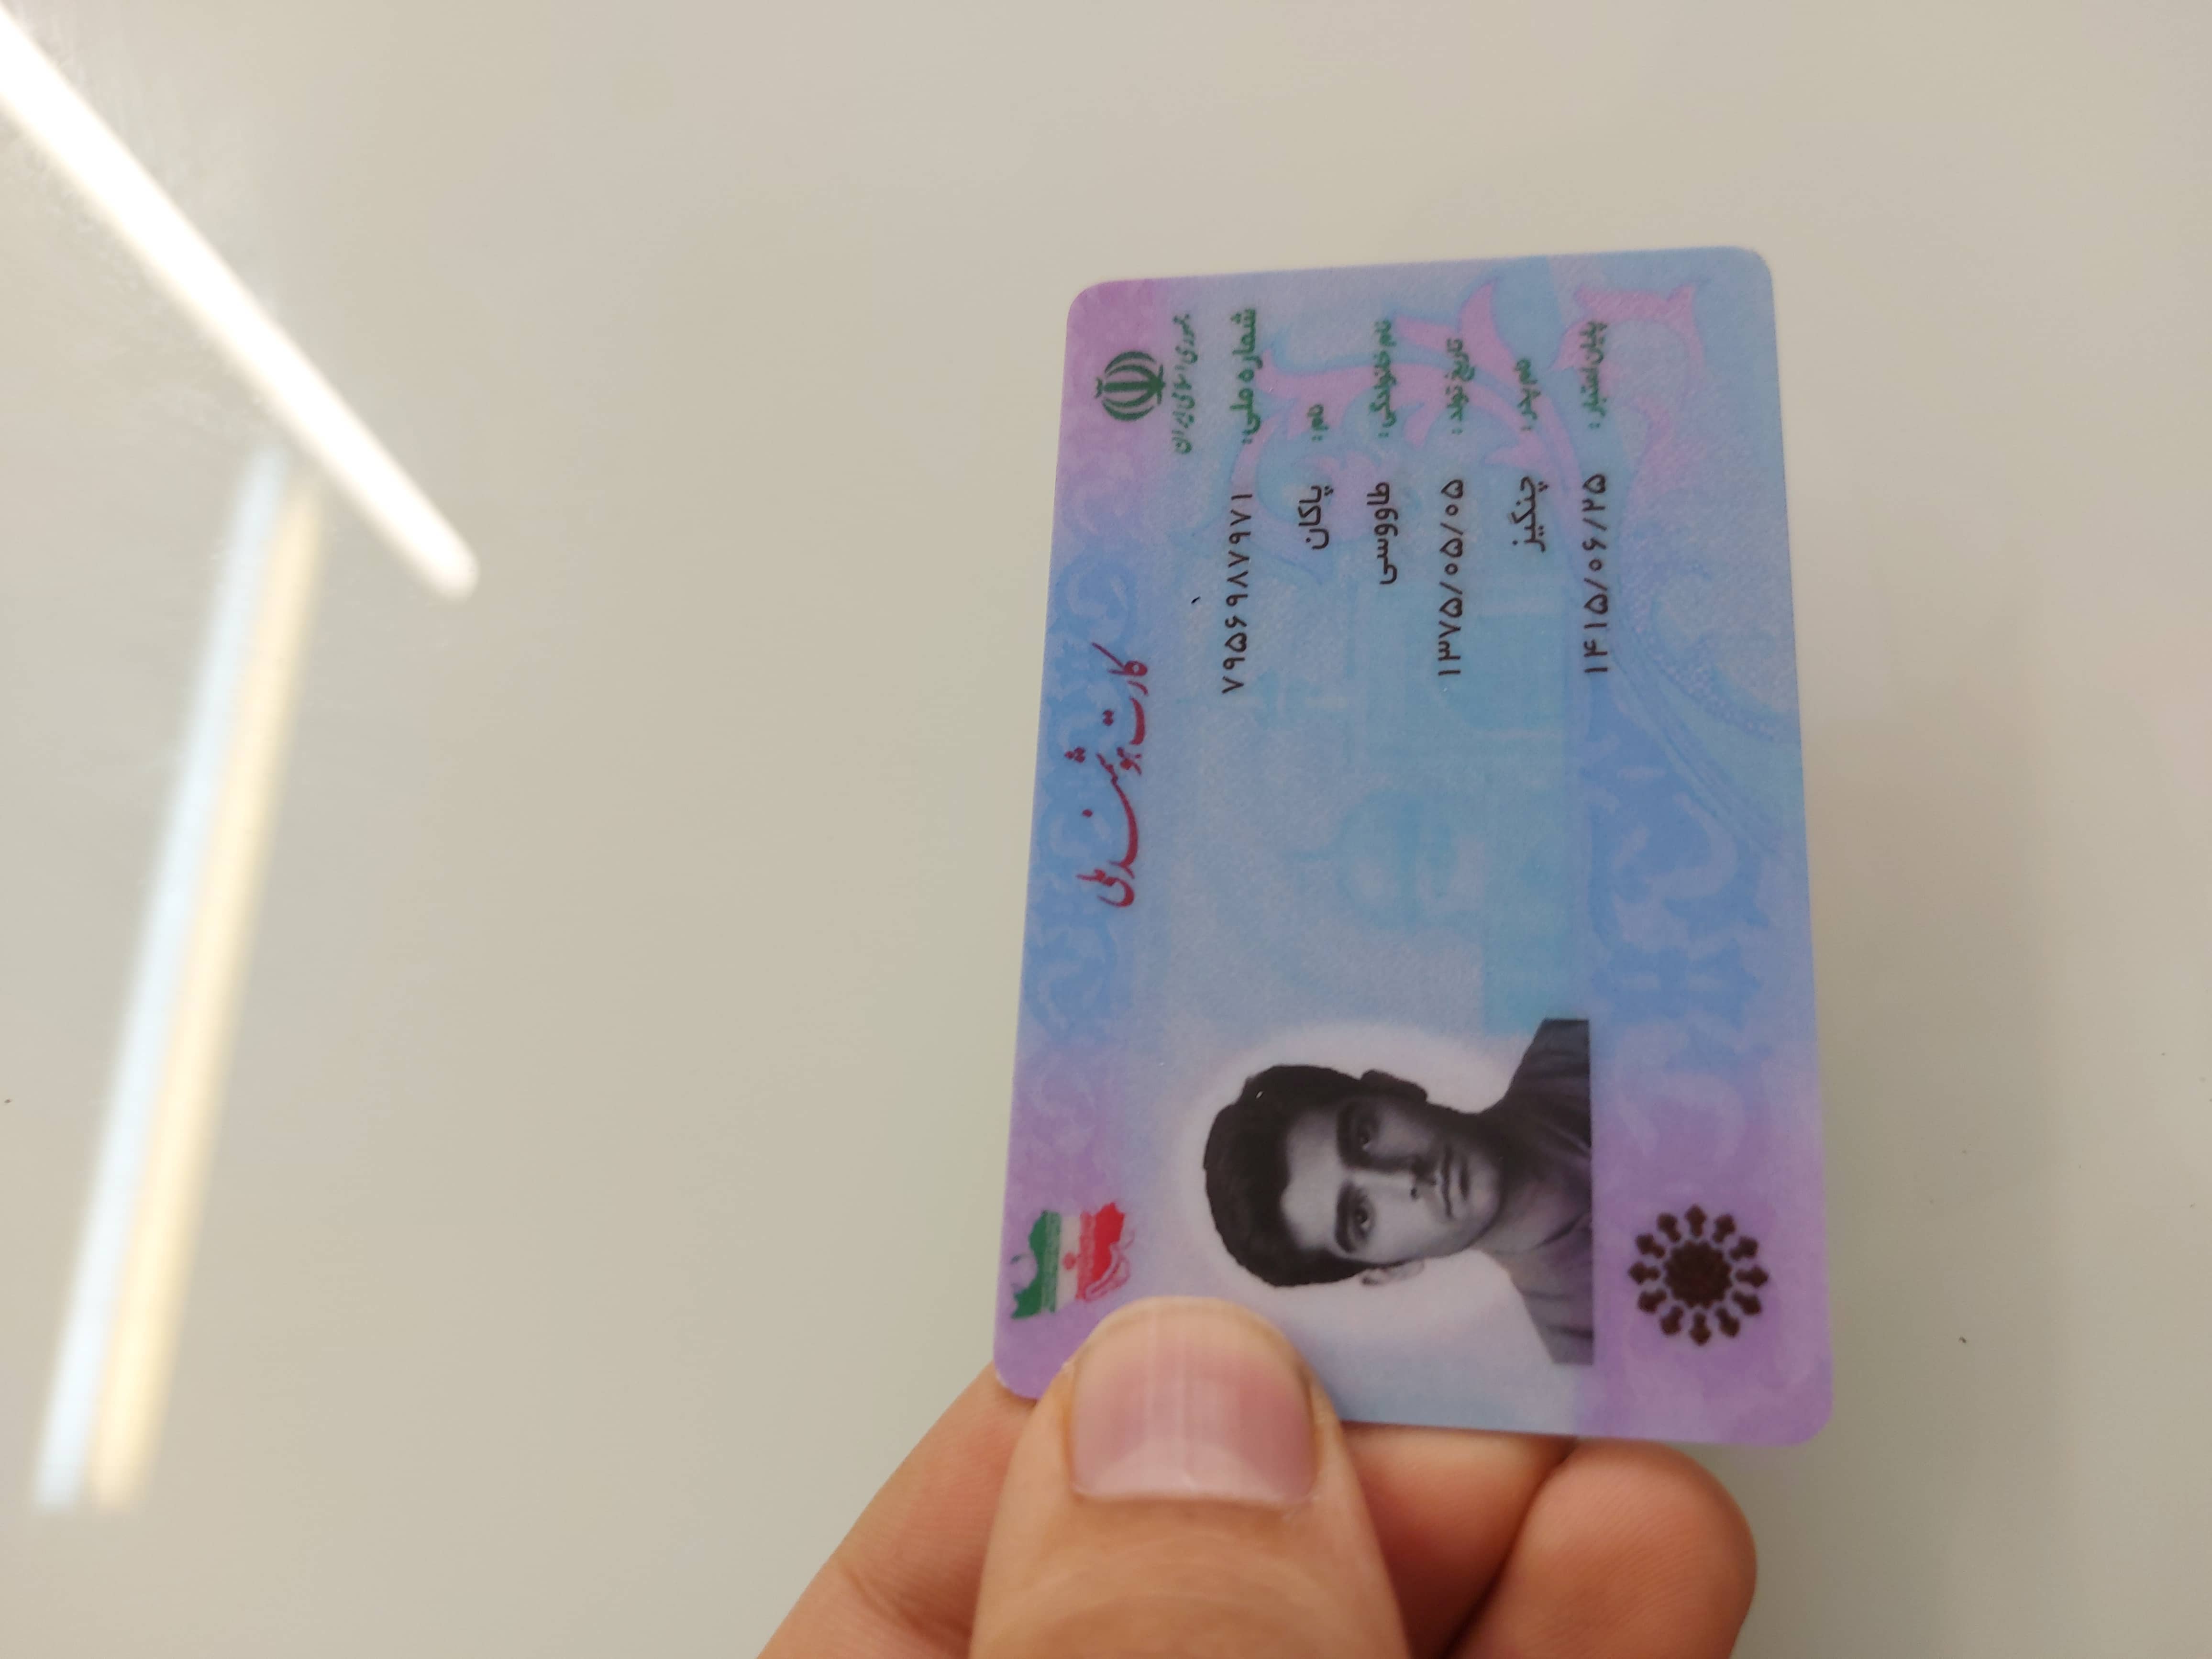 جمهوری اسلامی ایران
کارت هوشمند ملی
شماره ملی: ۷۹۵۶۹۸۷۹۷۱
نام: پاکان
نام خانوادگی: طاووسی
تاریخ تولد: ۱۳۷۵/۰۵/۰۵
نام پدر: چنگیز
پایان اعتبار: ۱۴۱۵/۰۶/۲۵